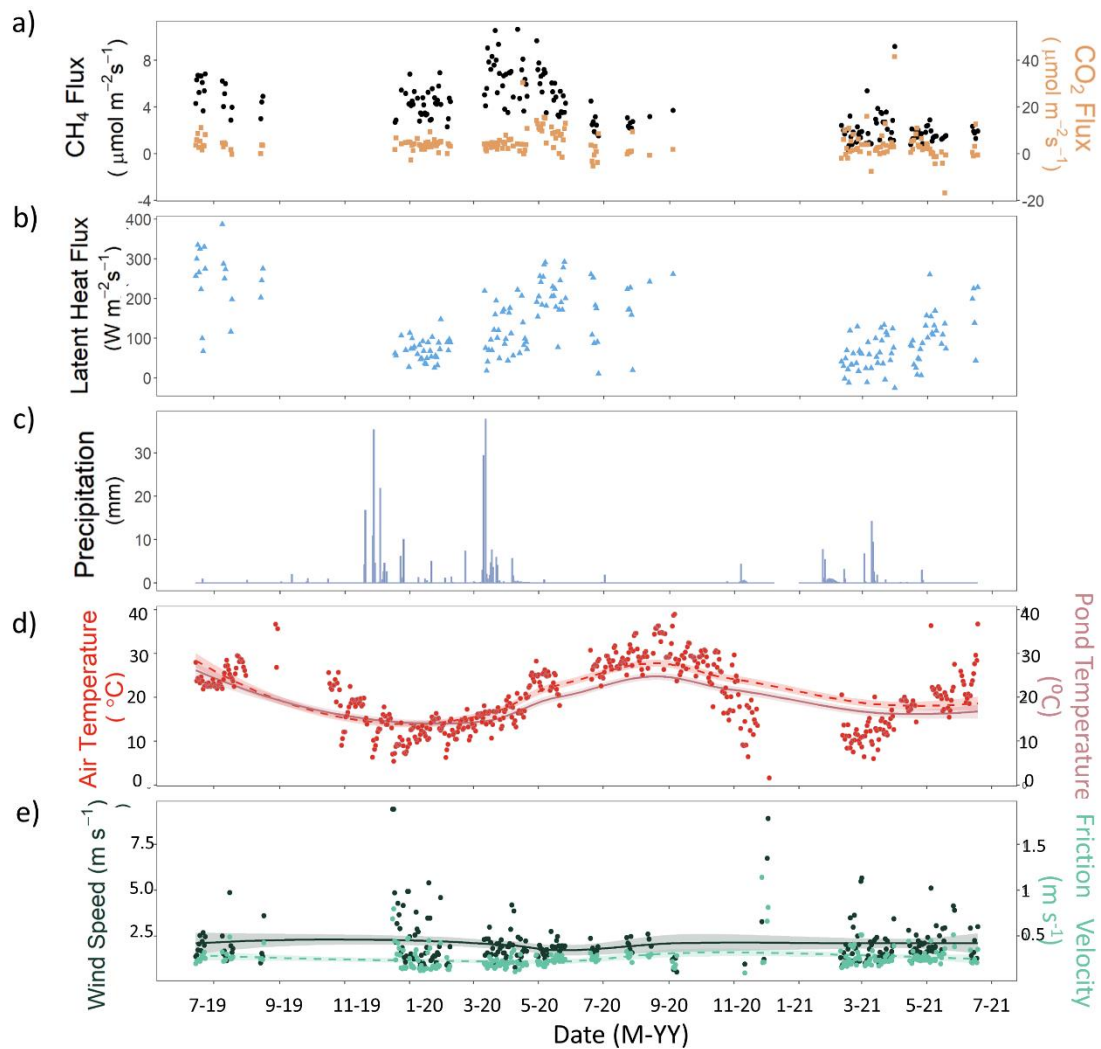 a)
CH4 Flux
( μmol m−2s−1)
8
4
0
-4
40
20
0
-20
CO2 Flux
( μmol m−2s−1)
b)
Latent Heat Flux
(W m−2s−1)
400
300
200
100
0
c)
Precipitation
(mm)
30
20
10
0
d)
Air Temperature
( °C)
40
30
20
10
0
40
30
20
10
0
Pond Temperature
(⁰C)
e)
Wind Speed (m s−1)
)
7.5
5.0
2.5
1.5
1
0.5
Friction Velocity
(m s-1)
7-19 9-19 11-19 1-20 3-20 5-20 7-20 9-20 11-20 1-21 3-21 5-21 7-21
Date (M-YY)